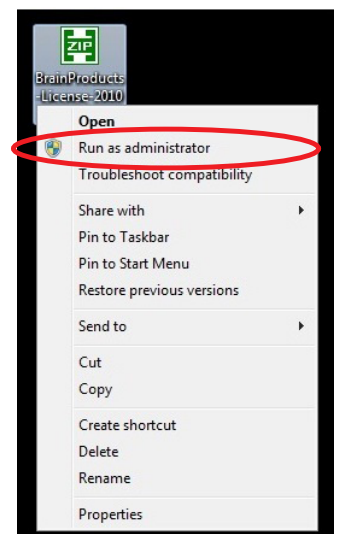 ZIP
BrainProducts
-License-2010
Open
Run as administrator
Troubleshoot compatibility
Share with
Pin to Taskbar
Pin to Start Menu
Restore previous versions
Send to
Cut
Copy
Create shortcut
Delete
Rename
Properties